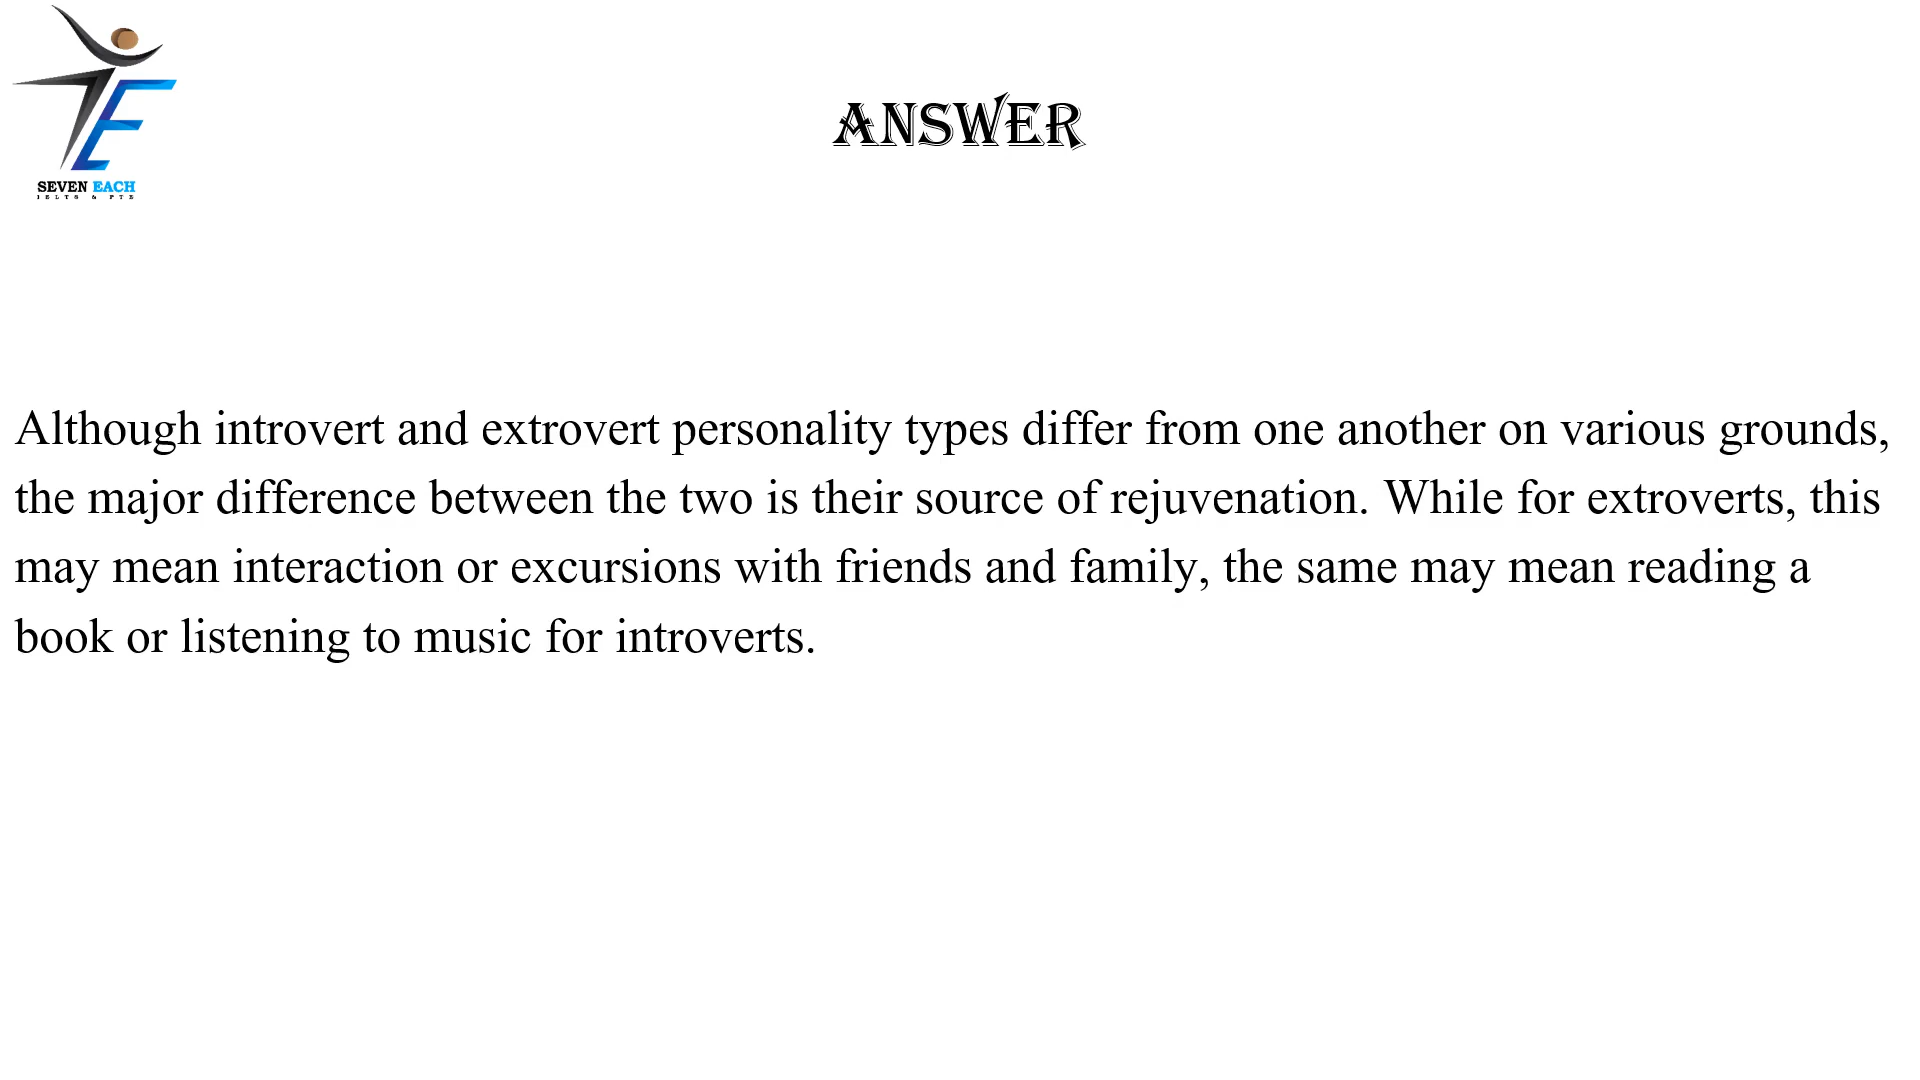 SEVEN EACH
IELTS & PTE
ANSWER
Although introvert and extrovert personality types differ from one another on various grounds,
the major difference between the two is their source of rejuvenation. While for extroverts, this
may mean interaction or excursions with friends and family, the same may mean reading a
book or listening to music for introverts.